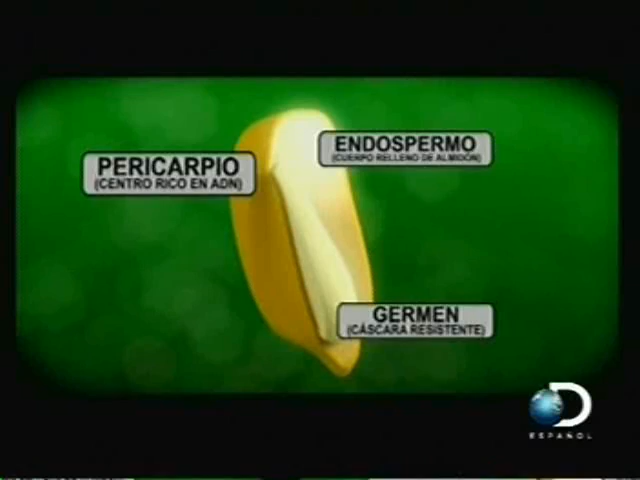 ENDOSPERMO
(CUERPO RELLENO DE ALMIDÓN)
PERICARPIO
(CENTRO RICO EN ADN)
GERMEN
(CÁSCARA RESISTENTE)
D
ESPAÑOL